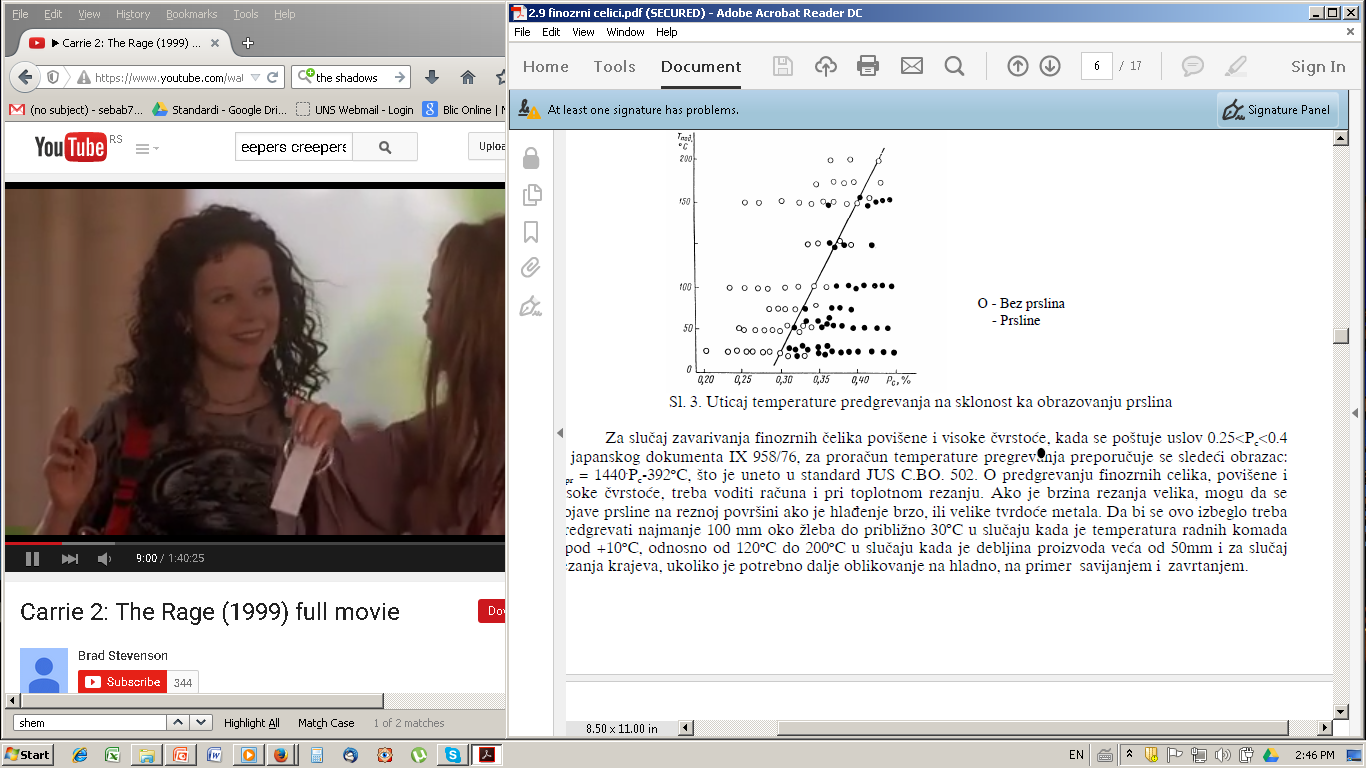 File Edit View History Bookmarks Tools Help
Carrie 2: The Rage (1999) ...
https://www.youtube.com/wat
the shadows
(no subject) - sebab7...
Standardi - Google Dri...
UNS Webmail - Login
Blic Online |
You Tube RS
eepers creepers
Uploa
9:00 / 1:40:25
Carrie 2: The Rage (1999) full movie
Dov
Brad Stevenson
Subscribe 344
shem
Highlight All
Match Case
1 of 2 matches
2.9 finozrni celici.pdf (SECURED) - Adobe Acrobat Reader DC
File Edit View Window Help
Home Tools Document 6 / 17 Sign In
At least one signature has problems.
Signature Panel
Tпод,
°C
200
150
100
50
0
0,20 0,25 0,30 0,35 0,40 Pc, %
O - Bez prslina
- Prsline
Sl. 3. Uticaj temperature predgrevanja na sklonost ka obrazovanju prslina
Za slučaj zavarivanja finozrnih čelika povišene i visoke čvrstoće, kada se poštuje uslov 0.25<Pc<0.4
japanskog dokumenta IX 958/76, za proračun temperature pregrevanja preporučuje se sledeći obrazac:
pr = 1440·Pc-392°C, što je uneto u standard JUS C.BO. 502. O predgrevanju finozrnih celika, povišene i
soke čvrstoće, treba voditi računa i pri toplotnom rezanju. Ako je brzina rezanja velika, mogu da se
ojave prsline na reznoj površini ako je hlađenje brzo, ili velike tvrdoće metala. Da bi se ovo izbeglo treba
redgrevati najmanje 100 mm oko žleba do približno 30°C u slučaju kada je temperatura radnih komada
pod +10°C, odnosno od 120°C do 200°C u slučaju kada je debljina proizvoda veća od 50mm i za slučaj
ezanja krajeva, ukoliko je potrebno dalje oblikovanje na hladno, na primer savijanjem i zavrtanjem.
8.50 x 11.00 in
Start
EN
2:46 PM